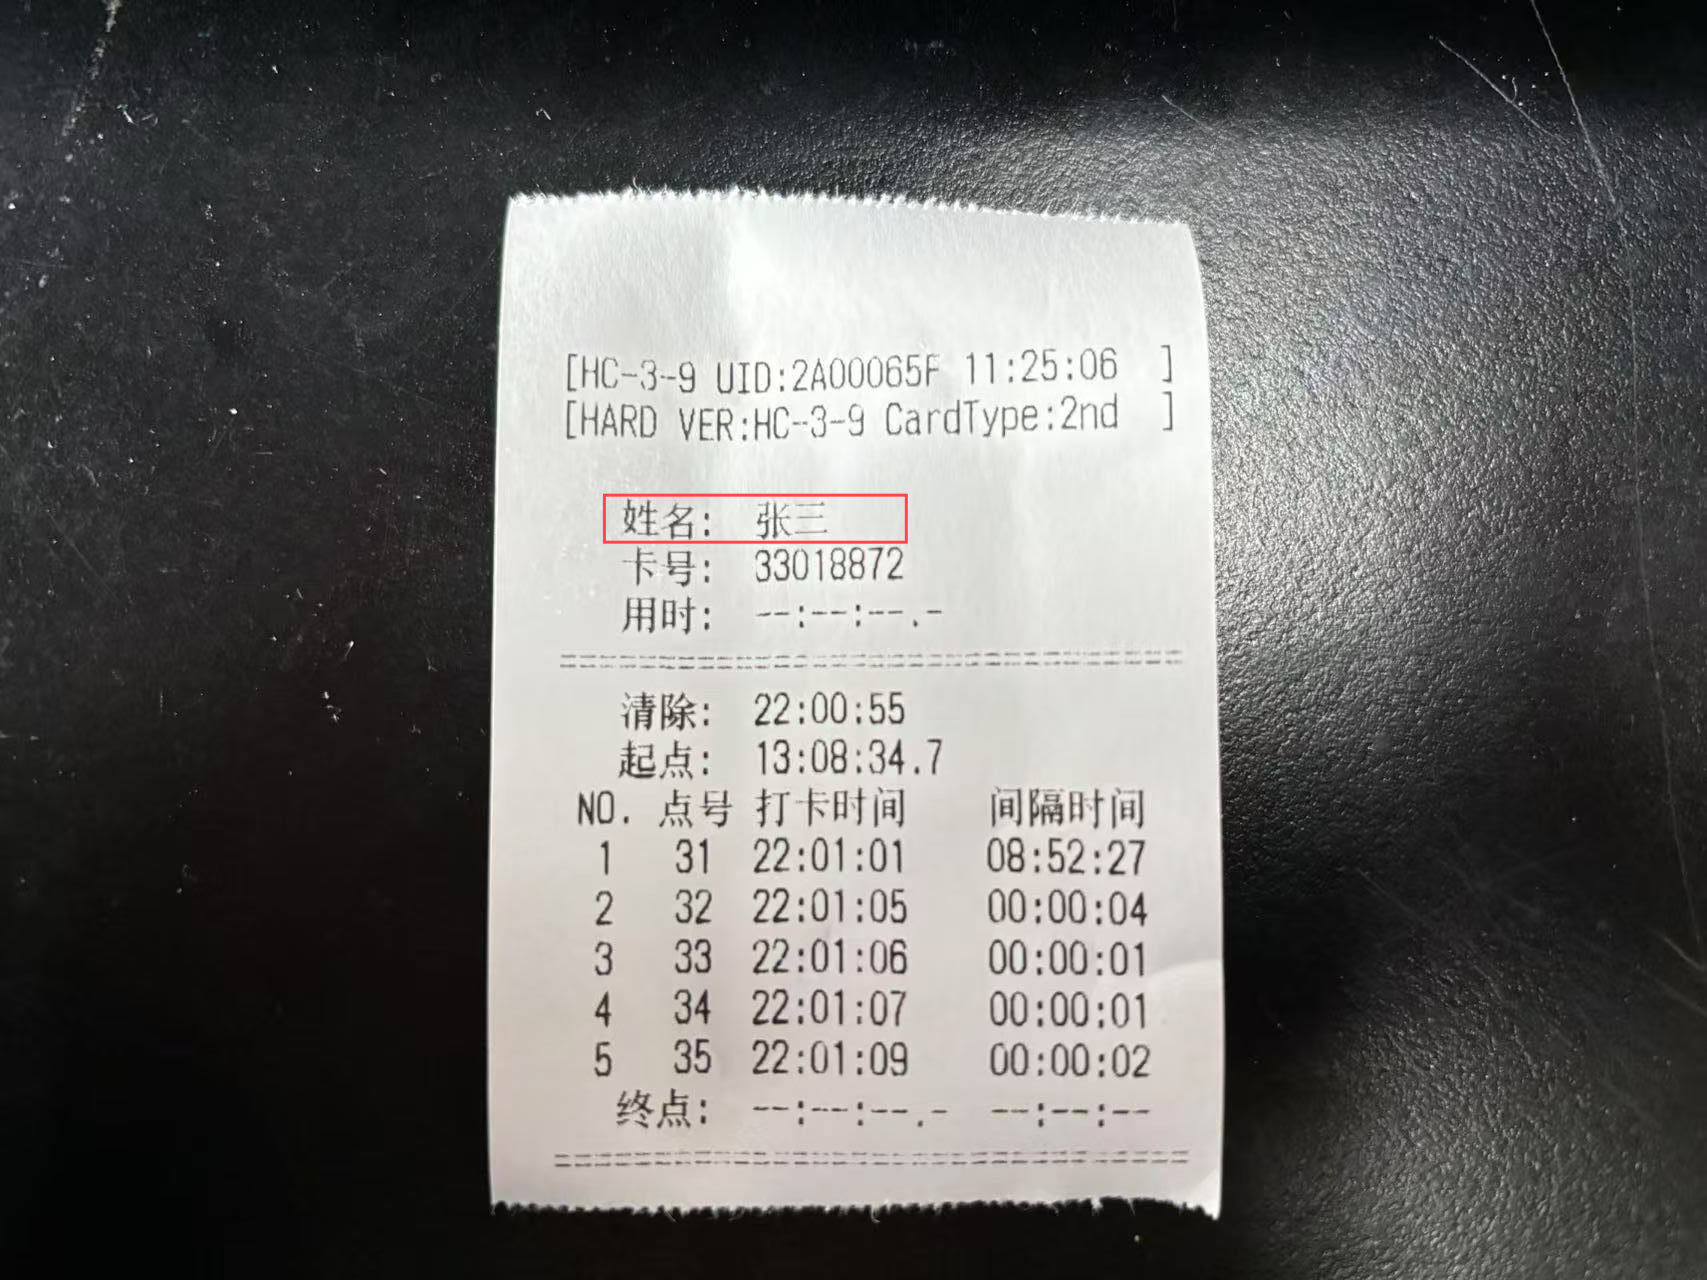 [HC-3-9 UID:2A00065F 11:25:06 ]
[HARD VER:HC-3-9 CardType:2nd ]
姓名: 张三
卡号: 33018872
用时: --:--:--.-
清除: 22:00:55
起点: 13:08:34.7
NO. 点号 打卡时间 间隔时间
1 31 22:01:01 08:52:27
2 32 22:01:05 00:00:04
3 33 22:01:06 00:00:01
4 34 22:01:07 00:00:01
5 35 22:01:09 00:00:02
终点: --:--:--.- --:--:--